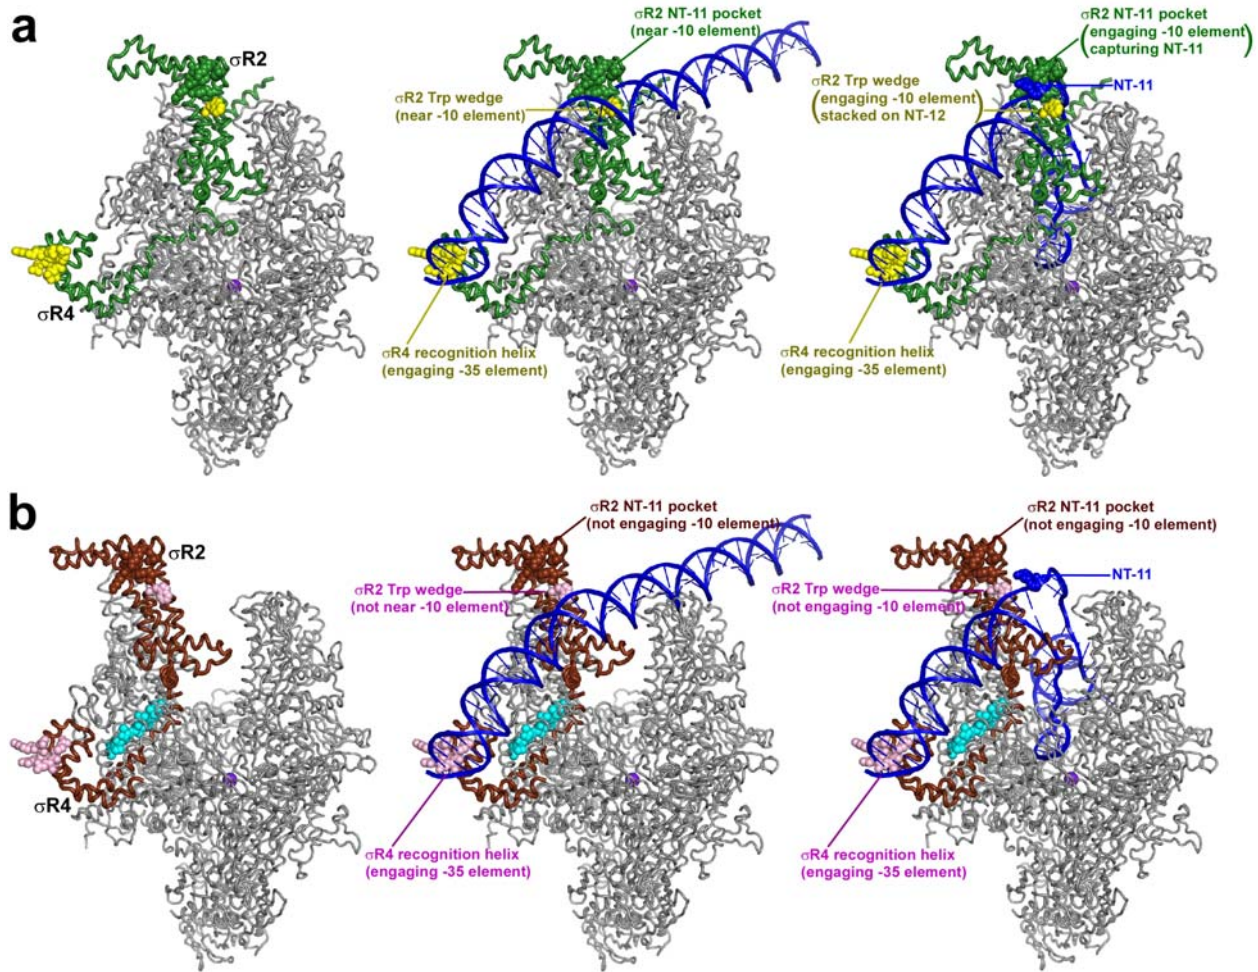 a
σR2
σR4
σR2 NT-11 pocket
(near -10 element)
σR2 Trp wedge
(near -10 element)
σR4 recognition helix
(engaging -35 element)
σR2 NT-11 pocket
(engaging -10 element)
capturing NT-11
NT-11
σR2 Trp wedge
(engaging -10 element)
stacked on NT-12
σR4 recognition helix
(engaging -35 element)
b
σR2
σR4
σR2 NT-11 pocket
(not engaging -10 element)
σR2 Trp wedge
(not near -10 element)
σR4 recognition helix
(engaging -35 element)
σR2 NT-11 pocket
(not engaging -10 element)
NT-11
σR2 Trp wedge
(not engaging -10 element)
σR4 recognition helix
(engaging -35 element)